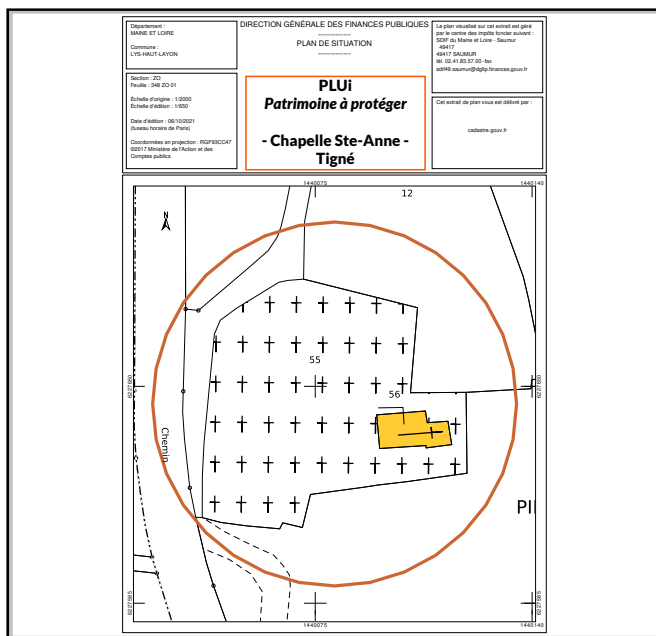 Département :
MAINE ET LOIRE
Commune :
LYS-HAUT-LAYON
Section : ZO
Feuille : 348 ZO 01
Échelle d'origine : 1/2000
Échelle d'édition : 1/650
Date d'édition : 06/10/2021
(fuseau horaire de Paris)
Coordonnées en projection : RGF93CC47
©2017 Ministère de l'Action et des
Comptes publics
DIRECTION GÉNÉRALE DES FINANCES PUBLIQUES
-------------
PLAN DE SITUATION
-------------
PLUi
Patrimoine à protéger
- Chapelle Ste-Anne -
Tigné
Le plan visualisé sur cet extrait est géré
par le centre des impôts foncier suivant :
SDIF du Maine et Loire - Saumur
49417
49417 SAUMUR
tél. 02.41.83.57.00 -fax
sdif49.saumur@dgfip.finances.gouv.fr
Cet extrait de plan vous est délivré par :
cadastre.gouv.fr
1440075
1440140
12
N
55
56
6227650
6227650
Chemin
PII
6227585
6227585
1440075
1440140